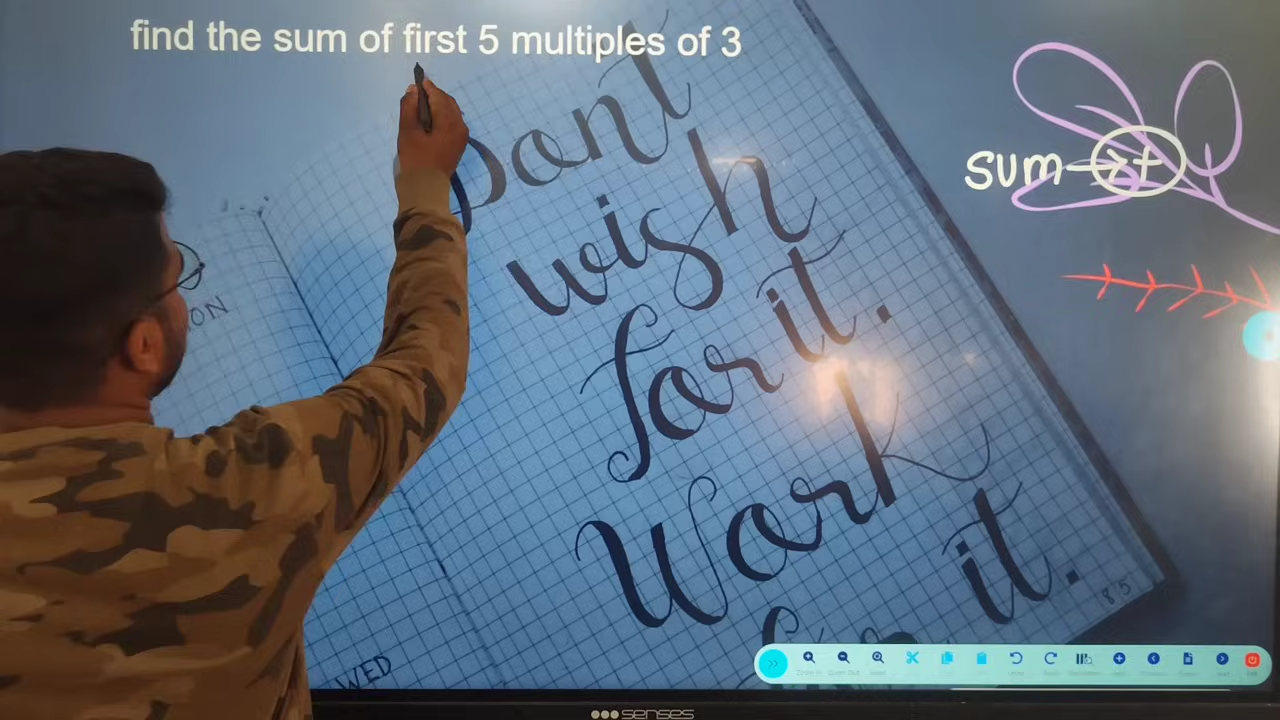 find the sum of first 5 multiples of 3
sum→+
Dont
wish
for it.
Work
it.
ON
WED
85
senses